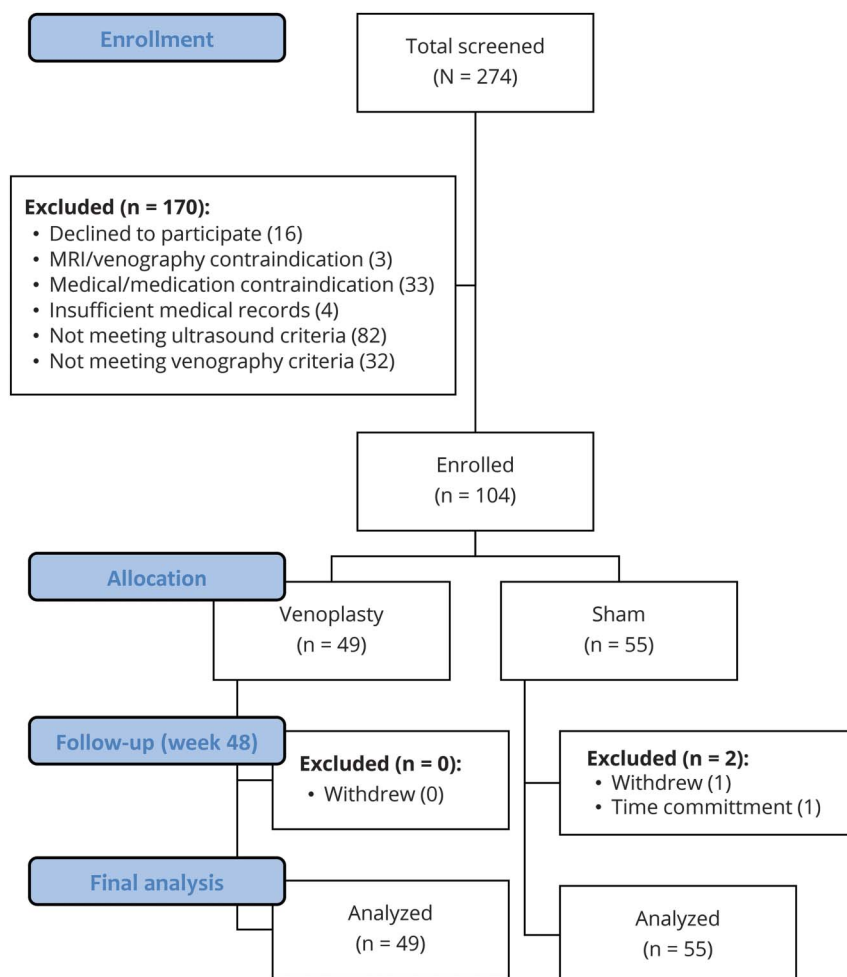 Enrollment
Total screened
(N = 274)
Excluded (n = 170):
• Declined to participate (16)
• MRI/venography contraindication (3)
• Medical/medication contraindication (33)
• Insufficient medical records (4)
• Not meeting ultrasound criteria (82)
• Not meeting venography criteria (32)
Enrolled
(n = 104)
Allocation
Venoplasty
(n = 49)
Sham
(n = 55)
Follow-up (week 48)
Excluded (n = 0):
• Withdrew (0)
Excluded (n = 2):
• Withdrew (1)
• Time committment (1)
Final analysis
Analyzed
(n = 49)
Analyzed
(n = 55)